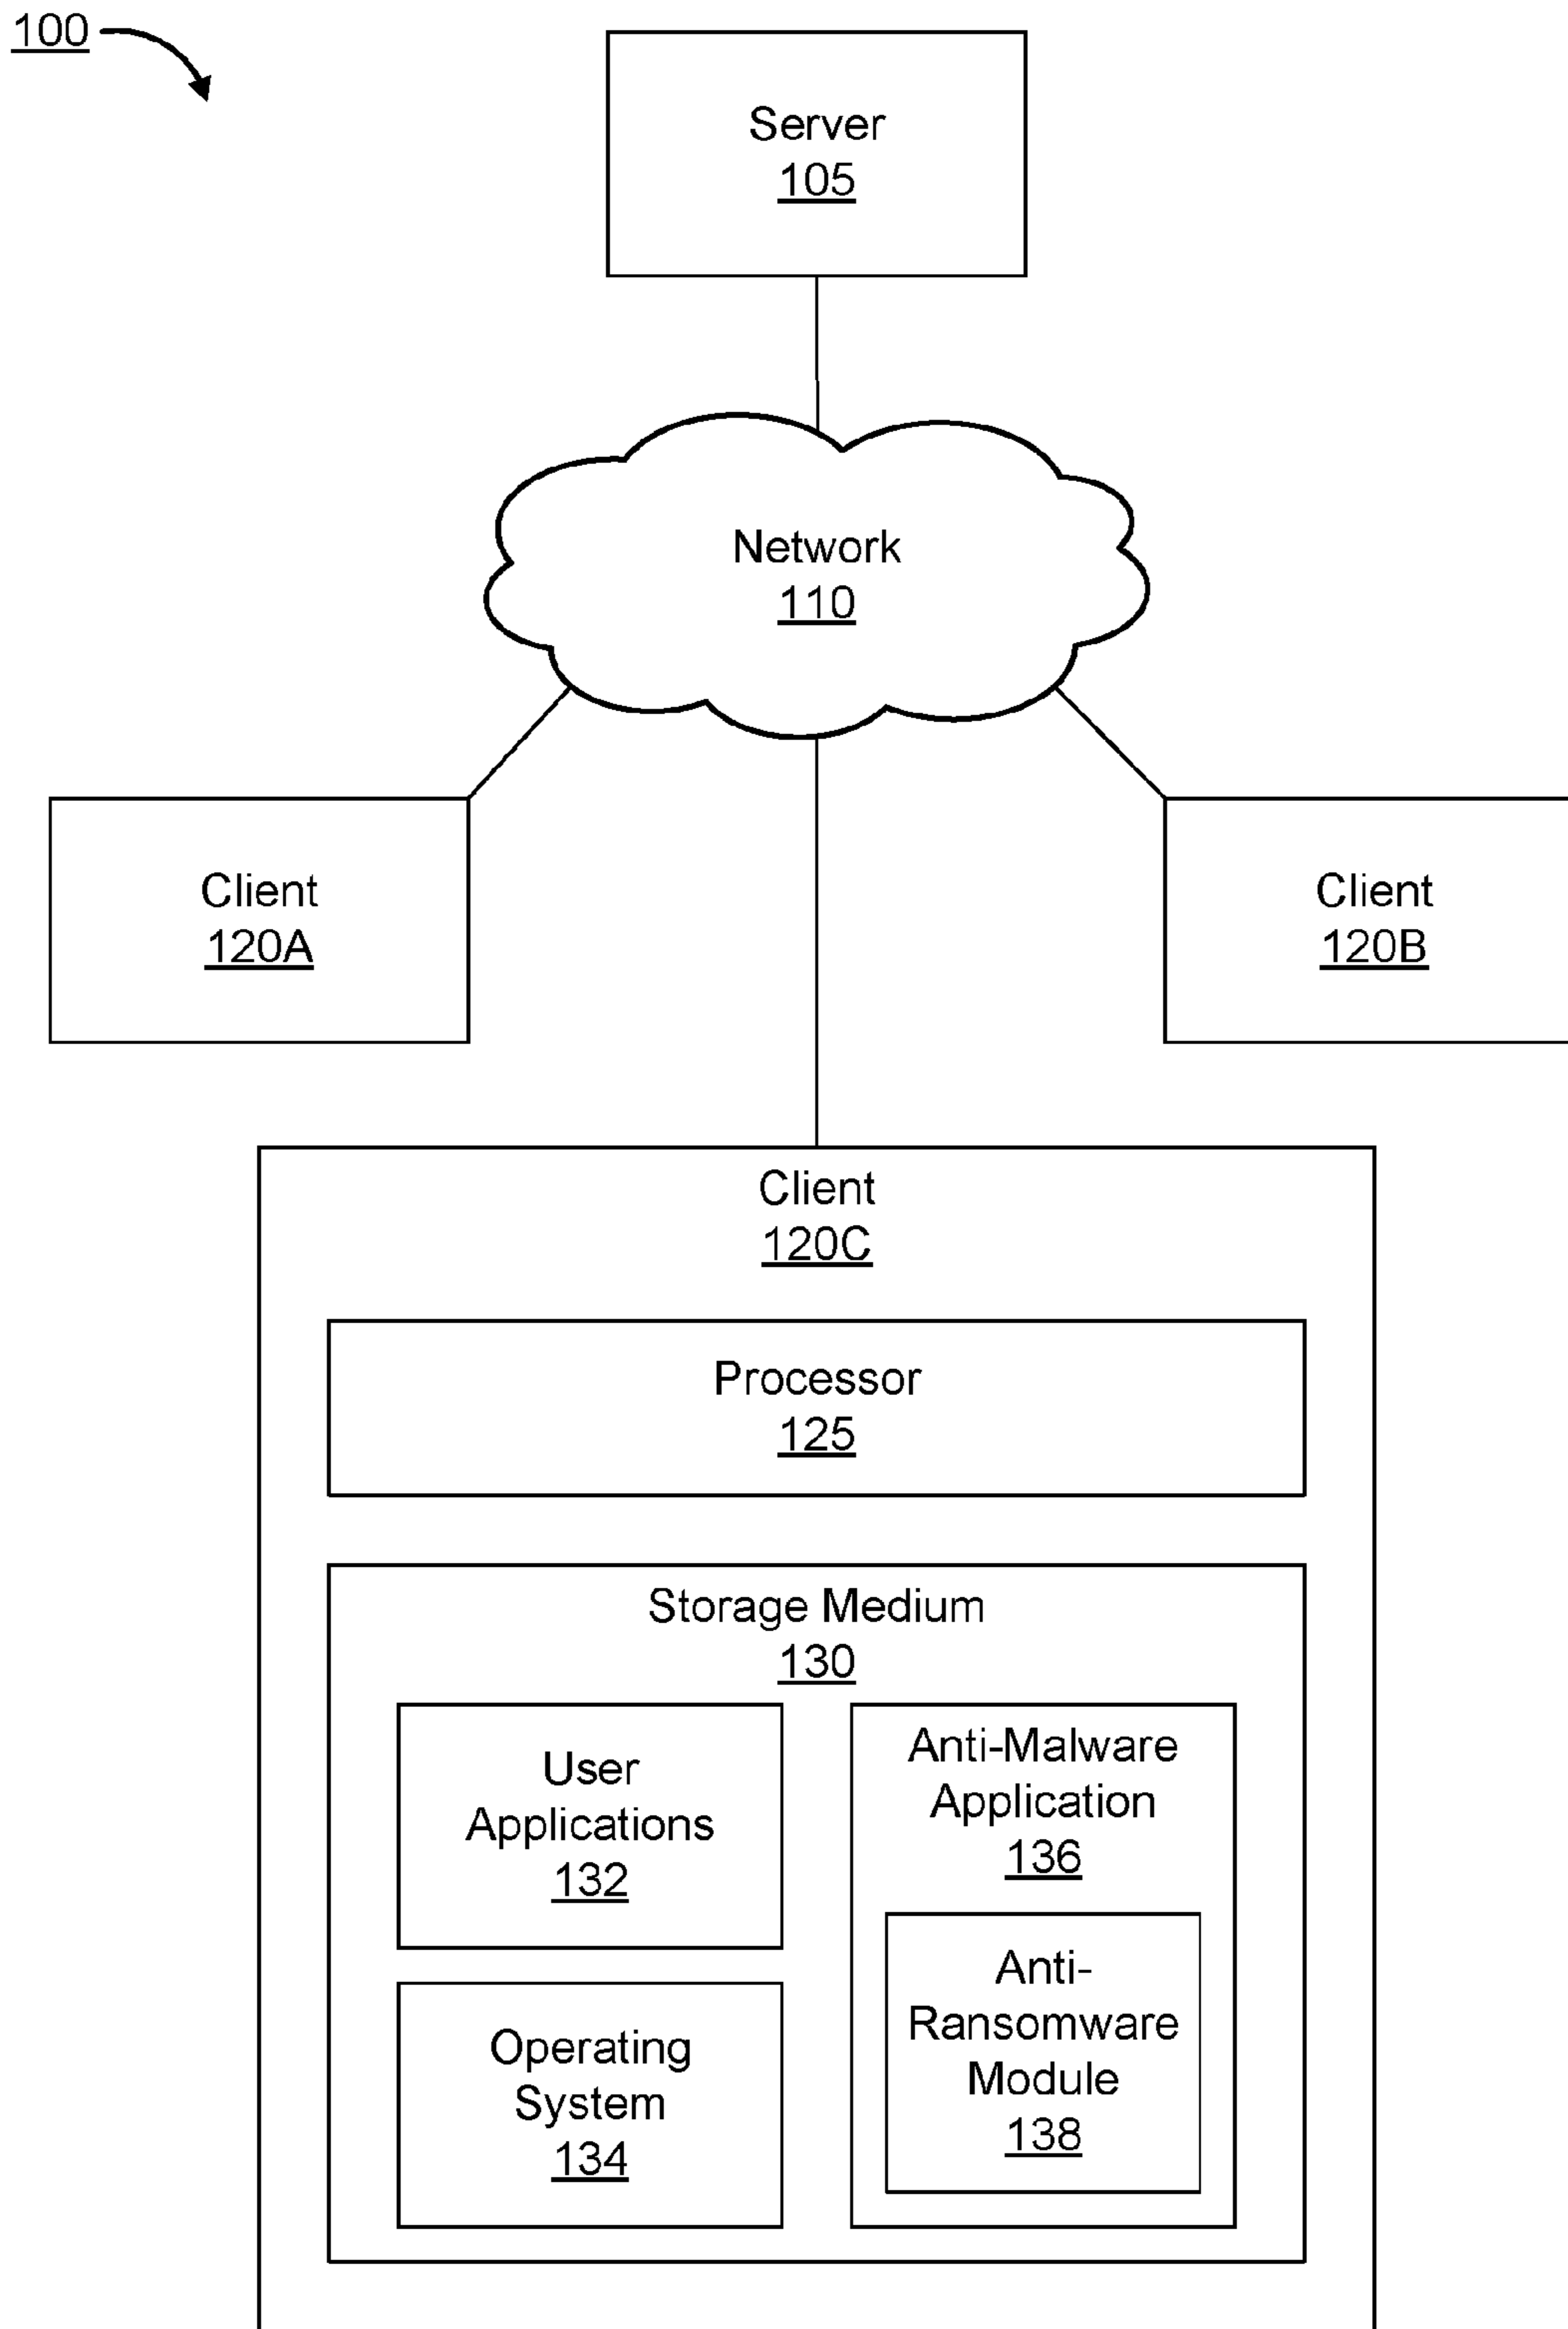 100
Server
105
Network
110
Client
120A
Client
120B
Client
120C
Processor
125
Storage Medium
130
User
Applications
132
Operating
System
134
Anti-Malware
Application
136
Anti-
Ransomware
Module
138